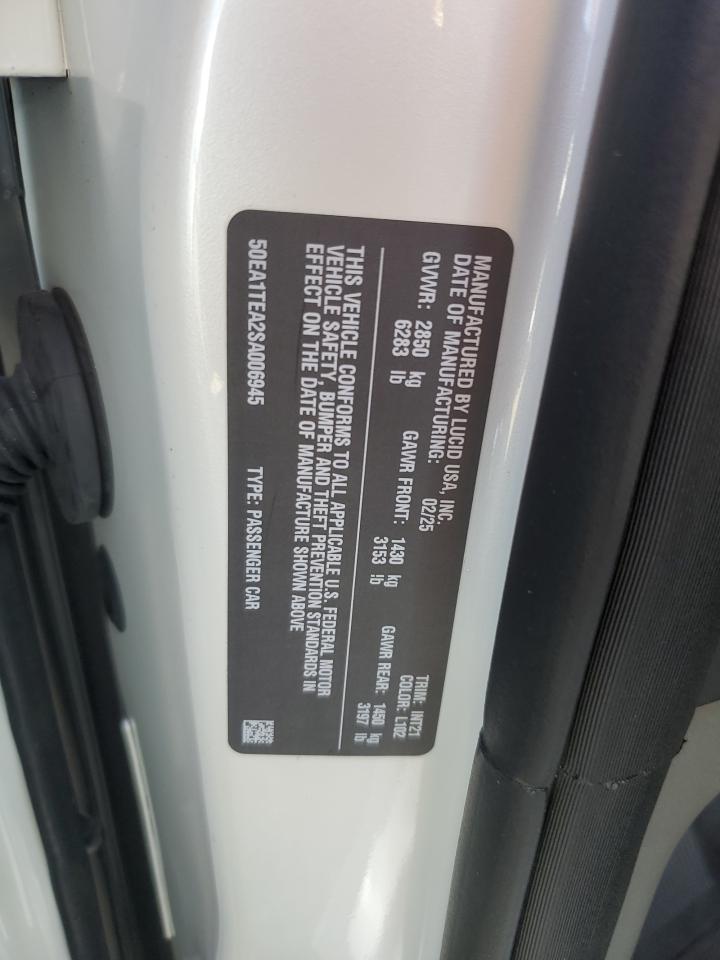 MANUFACTURED BY LUCID USA, INC.
DATE OF MANUFACTURING: 02/25 TRIM: INT21
COLOR: L102
GVWR: 2850 kg GAWR FRONT: 1430 kg GAWR REAR: 1450 kg
6283 lb 3153 lb 3197 lb
THIS VEHICLE CONFORMS TO ALL APPLICABLE U.S. FEDERAL MOTOR
VEHICLE SAFETY, BUMPER AND THEFT PREVENTION STANDARDS IN
EFFECT ON THE DATE OF MANUFACTURE SHOWN ABOVE
50EA1TEA2SA006945 TYPE: PASSENGER CAR